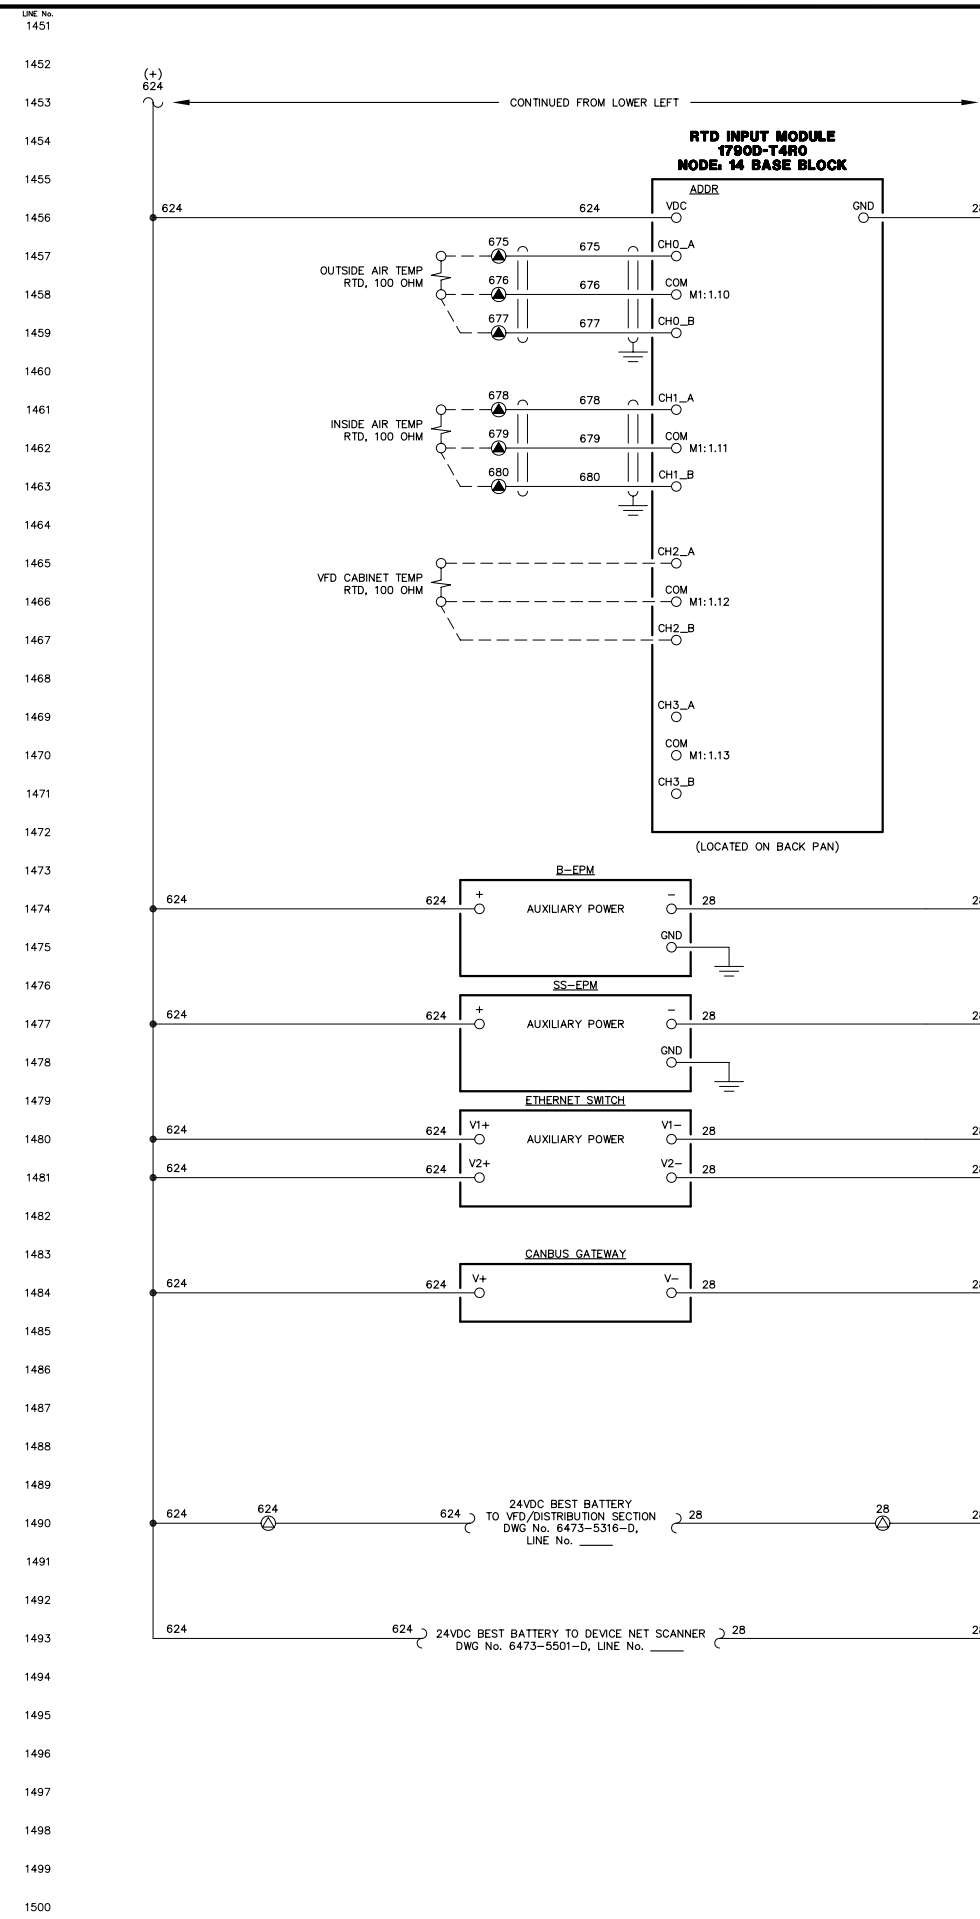 LINE No.
1451
1452
(+)
624
1453
CONTINUED FROM LOWER LEFT
1454
RTD INPUT MODULE
1790D-T4R0
NODE: 14 BASE BLOCK
1455
ADDR
1456
624
624
VDC
GND
28
1457
675
675
CH0_A
OUTSIDE AIR TEMP
RTD, 100 OHM
1458
676
676
COM
M1:1.10
1459
677
677
CH0_B
1460
1461
678
678
CH1_A
INSIDE AIR TEMP
RTD, 100 OHM
1462
679
679
COM
M1:1.11
1463
680
680
CH1_B
1464
1465
CH2_A
VFD CABINET TEMP
RTD, 100 OHM
1466
COM
M1:1.12
1467
CH2_B
1468
1469
CH3_A
1470
COM
M1:1.13
1471
CH3_B
1472
(LOCATED ON BACK PAN)
1473
B-EPM
1474
624
624
+
AUXILIARY POWER
-
28
28
1475
GND
1476
SS-EPM
1477
624
624
+
AUXILIARY POWER
-
28
28
1478
GND
1479
ETHERNET SWITCH
1480
624
624
V1+
AUXILIARY POWER
V1-
28
28
1481
624
624
V2+
V2-
28
28
1482
1483
CANBUS GATEWAY
1484
624
624
V+
V-
28
28
1485
1486
1487
1488
1489
1490
624
624
624
24VDC BEST BATTERY
TO VFD/DISTRIBUTION SECTION
DWG No. 6473-5316-D,
LINE No. _____
28
28
28
1491
1492
1493
624
624
24VDC BEST BATTERY TO DEVICE NET SCANNER
DWG No. 6473-5501-D, LINE No. _____
28
28
1494
1495
1496
1497
1498
1499
1500